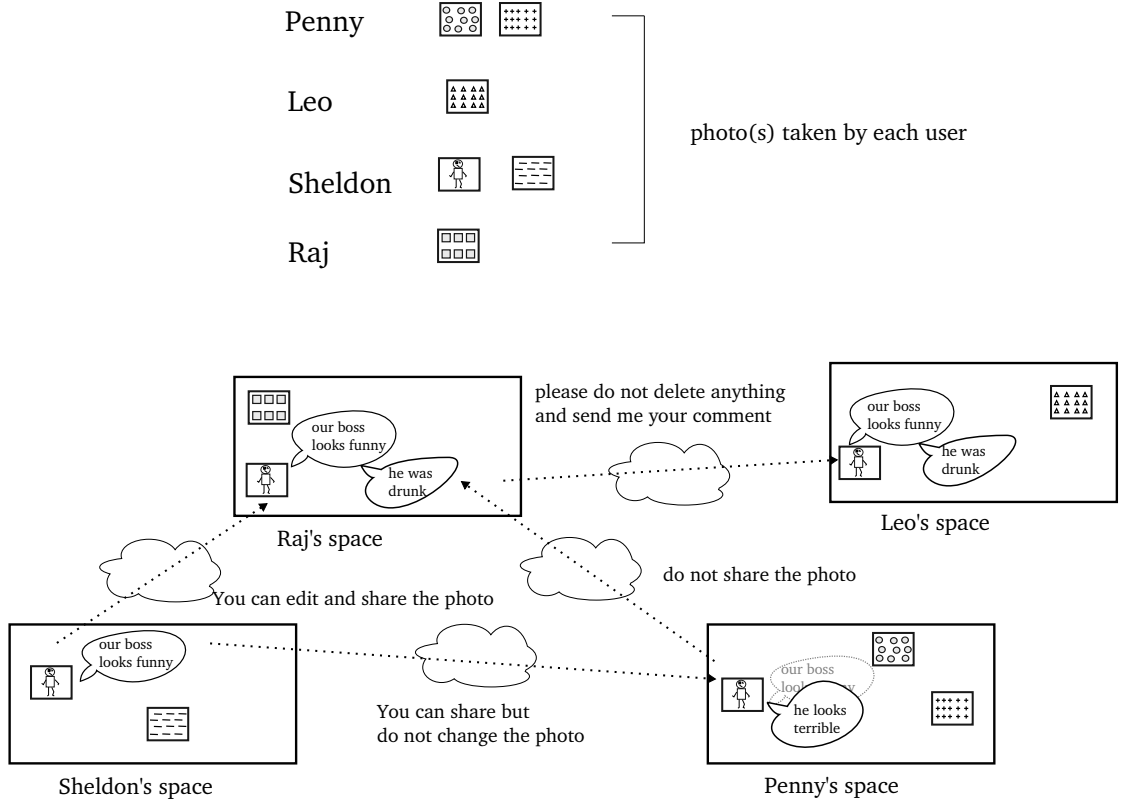 Penny
Leo
photo(s) taken by each user
Sheldon
Raj
please do not delete anything
and send me your comment
our boss
looks funny
he was
drunk
our boss
looks funny
he was
drunk
Raj's space
Leo's space
do not share the photo
You can edit and share the photo
our boss
looks funny
our boss
he looks
terrible
You can share but
do not change the photo
Sheldon's space
Penny's space